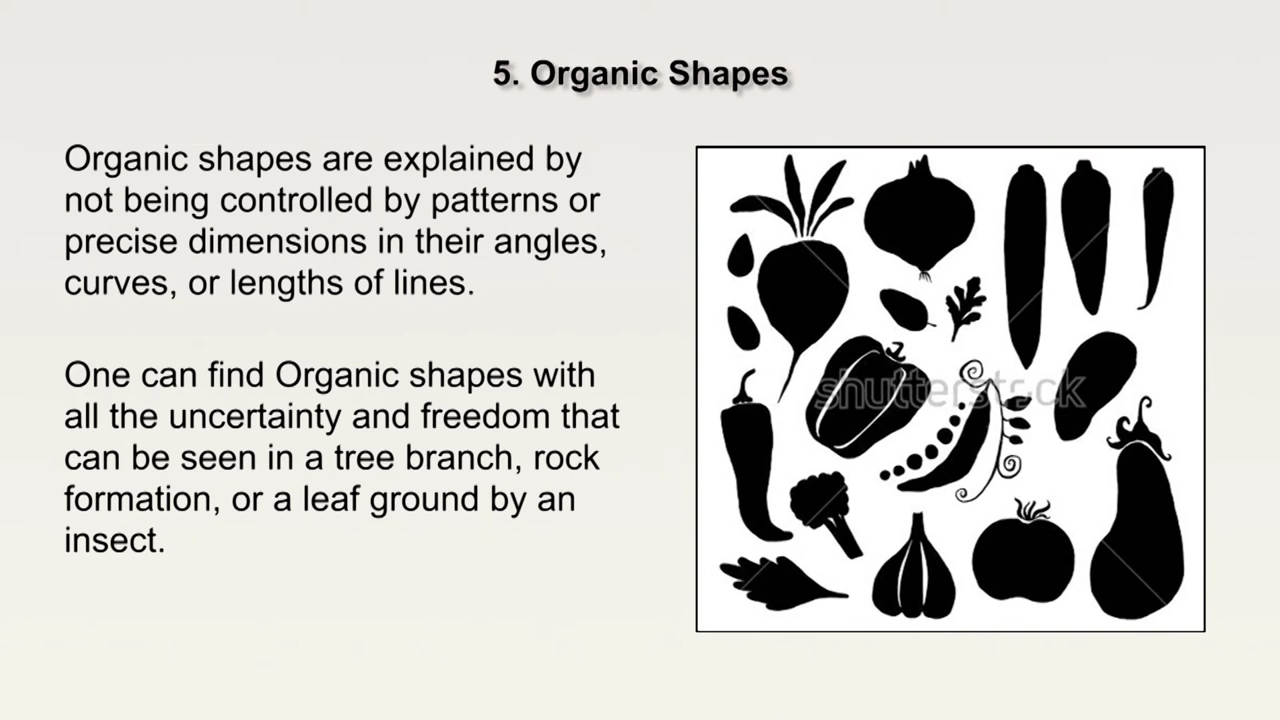 5. Organic Shapes
Organic shapes are explained by
not being controlled by patterns or
precise dimensions in their angles,
curves, or lengths of lines.
One can find Organic shapes with
all the uncertainty and freedom that
can be seen in a tree branch, rock
formation, or a leaf ground by an
insect.
shutterstock